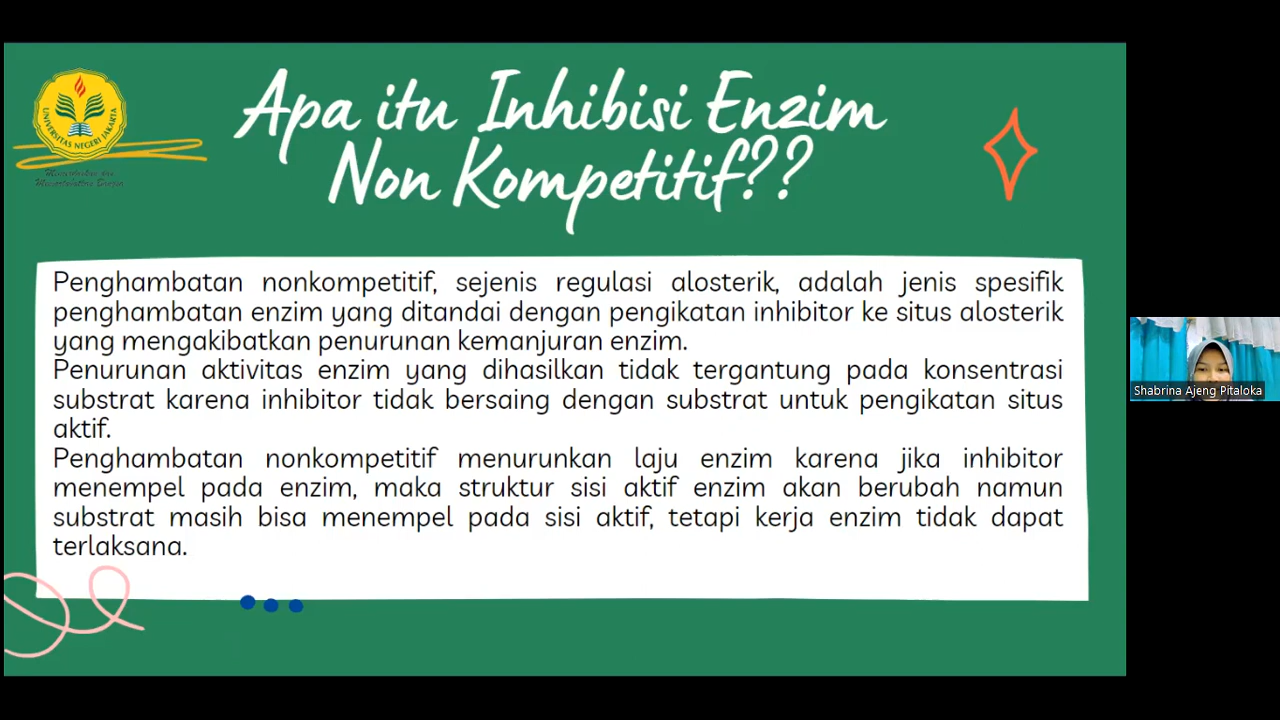 UNIVERSITAS NEGERI JAKARTA
Apa itu Inhibisi Enzim
Non Kompetitif??
Penghambatan nonkompetitif, sejenis regulasi alosterik, adalah jenis spesifik
penghambatan enzim yang ditandai dengan pengikatan inhibitor ke situs alosterik
yang mengakibatkan penurunan kemanjuran enzim.
Penurunan aktivitas enzim yang dihasilkan tidak tergantung pada konsentrasi
substrat karena inhibitor tidak bersaing dengan substrat untuk pengikatan situs
aktif.
Penghambatan nonkompetitif menurunkan laju enzim karena jika inhibitor
menempel pada enzim, maka struktur sisi aktif enzim akan berubah namun
substrat masih bisa menempel pada sisi aktif, tetapi kerja enzim tidak dapat
terlaksana.
Shabrina Ajeng Pitaloka